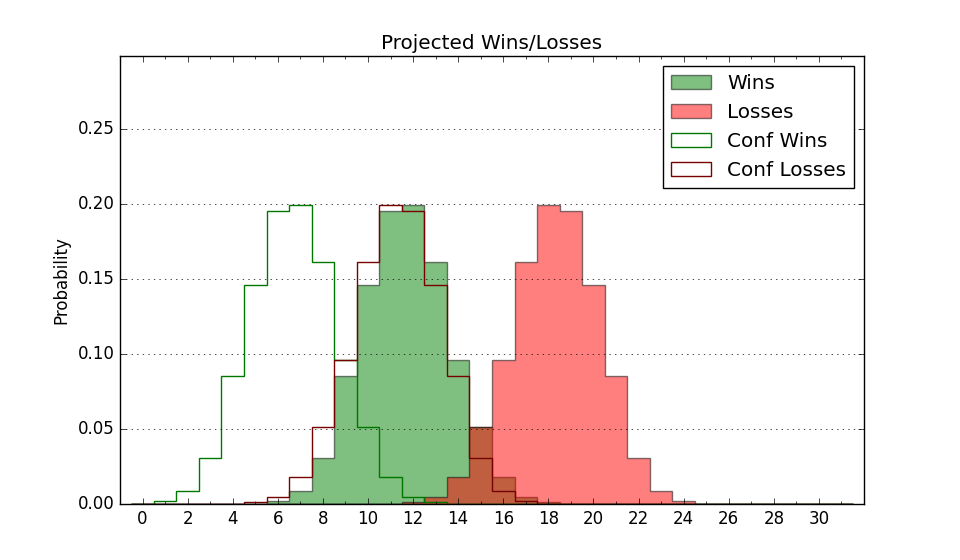 Projected Wins/Losses
Wins
Losses
Conf Wins
Conf Losses
Probability
0.25
0.20
0.15
0.10
0.05
0.00
0 2 4 6 8 10 12 14 16 18 20 22 24 26 28 30